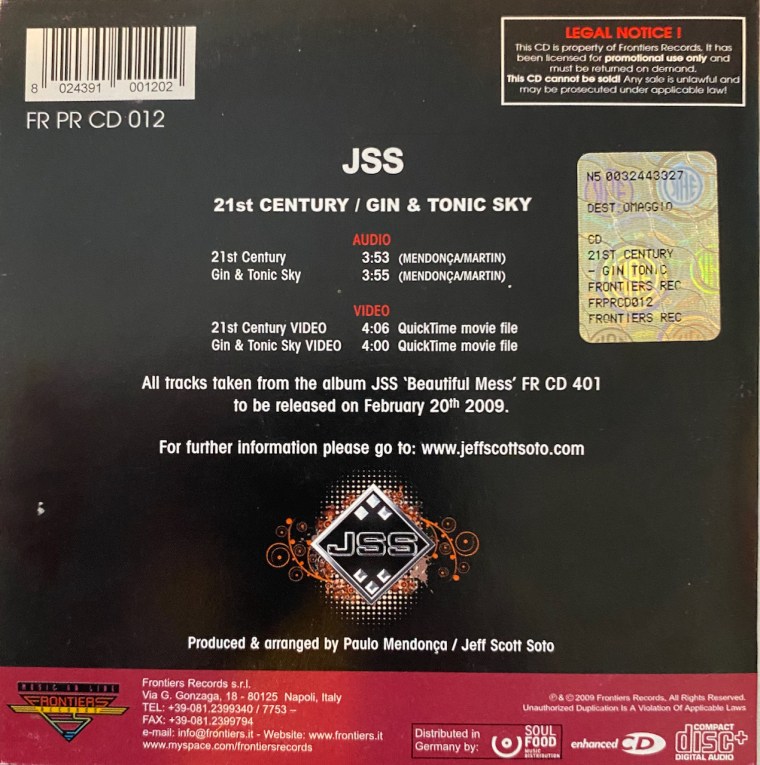 8 024391 001202
FR PR CD 012
LEGAL NOTICE !
This CD is property of Frontiers Records. It has
been licensed for promotional use only and
must be returned on demand.
This CD cannot be sold! Any sale is unlawful and
may be prosecuted under applicable law!
JSS
21st CENTURY / GIN & TONIC SKY
AUDIO
21st Century 3:53 (MENDONÇA/MARTIN)
Gin & Tonic Sky 3:55 (MENDONÇA/MARTIN)
VIDEO
21st Century VIDEO 4:06 QuickTime movie file
Gin & Tonic Sky VIDEO 4:00 QuickTime movie file
N5 0032443327
DEST OMAGGIO
CD
21ST CENTURY
- GIN TONIC
FRONTIERS REC
FRPRCD012
FRONTIERS REC
All tracks taken from the album JSS 'Beautiful Mess' FR CD 401
to be released on February 20th 2009.
For further information please go to: www.jeffscottsoto.com
JSS
Produced & arranged by Paulo Mendonça / Jeff Scott Soto
MUSIC ON LINE
FRONTIERS
RECORDS
Frontiers Records s.r.l.
Via G. Gonzaga, 18 - 80125 Napoli, Italy
TEL: +39-081.2399340 / 7753 –
FAX: +39-081.2399794
e-mail: info@frontiers.it - Website: www.frontiers.it
www.myspace.com/frontiersrecords
℗ & © 2009 Frontiers Records. All Rights Reserved.
Unauthorized Duplication Is A Violation Of Applicable Laws
Distributed in
Germany by:
SOUL
FOOD
MUSIC
DISTRIBUTION
enhanced CD
COMPACT
disc+
DIGITAL AUDIO